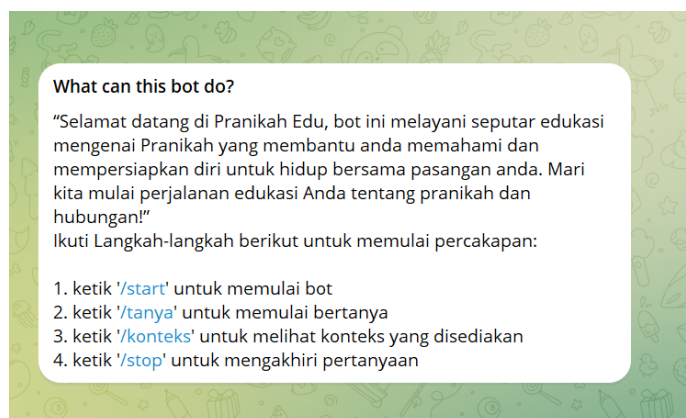 What can this bot do?
“Selamat datang di Pranikah Edu, bot ini melayani seputar edukasi
mengenai Pranikah yang membantu anda memahami dan
mempersiapkan diri untuk hidup bersama pasangan anda. Mari
kita mulai perjalanan edukasi Anda tentang pranikah dan
hubungan!”
Ikuti Langkah-langkah berikut untuk memulai percakapan:
1. ketik '/start' untuk memulai bot
2. ketik '/tanya' untuk memulai bertanya
3. ketik '/konteks' untuk melihat konteks yang disediakan
4. ketik '/stop' untuk mengakhiri pertanyaan